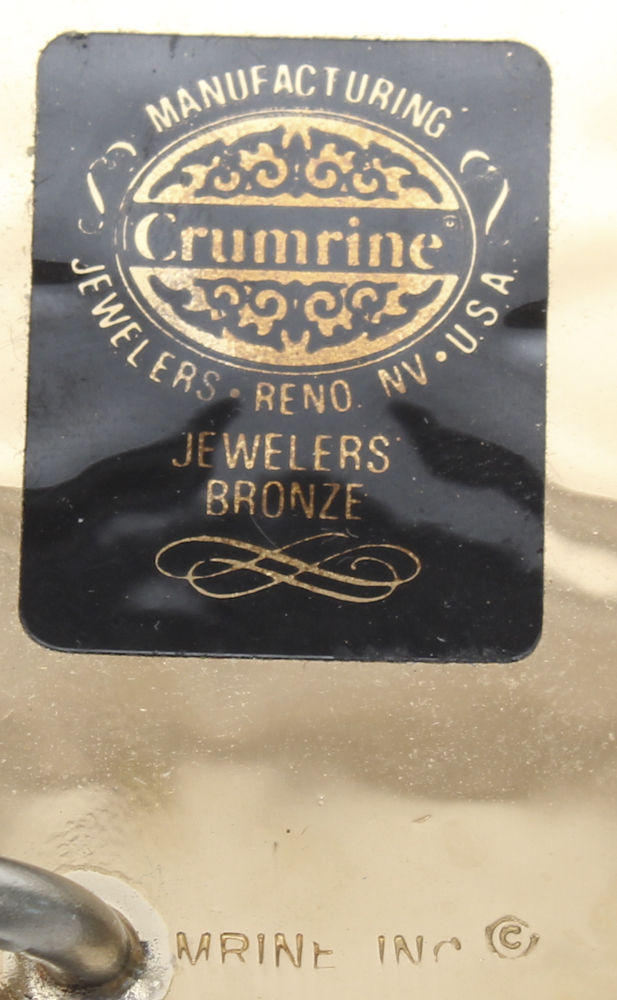 MANUFACTURING
Crumrine
JEWELERS • RENO NV • U.S.A.
JEWELERS'
BRONZE
MRINE INC ©